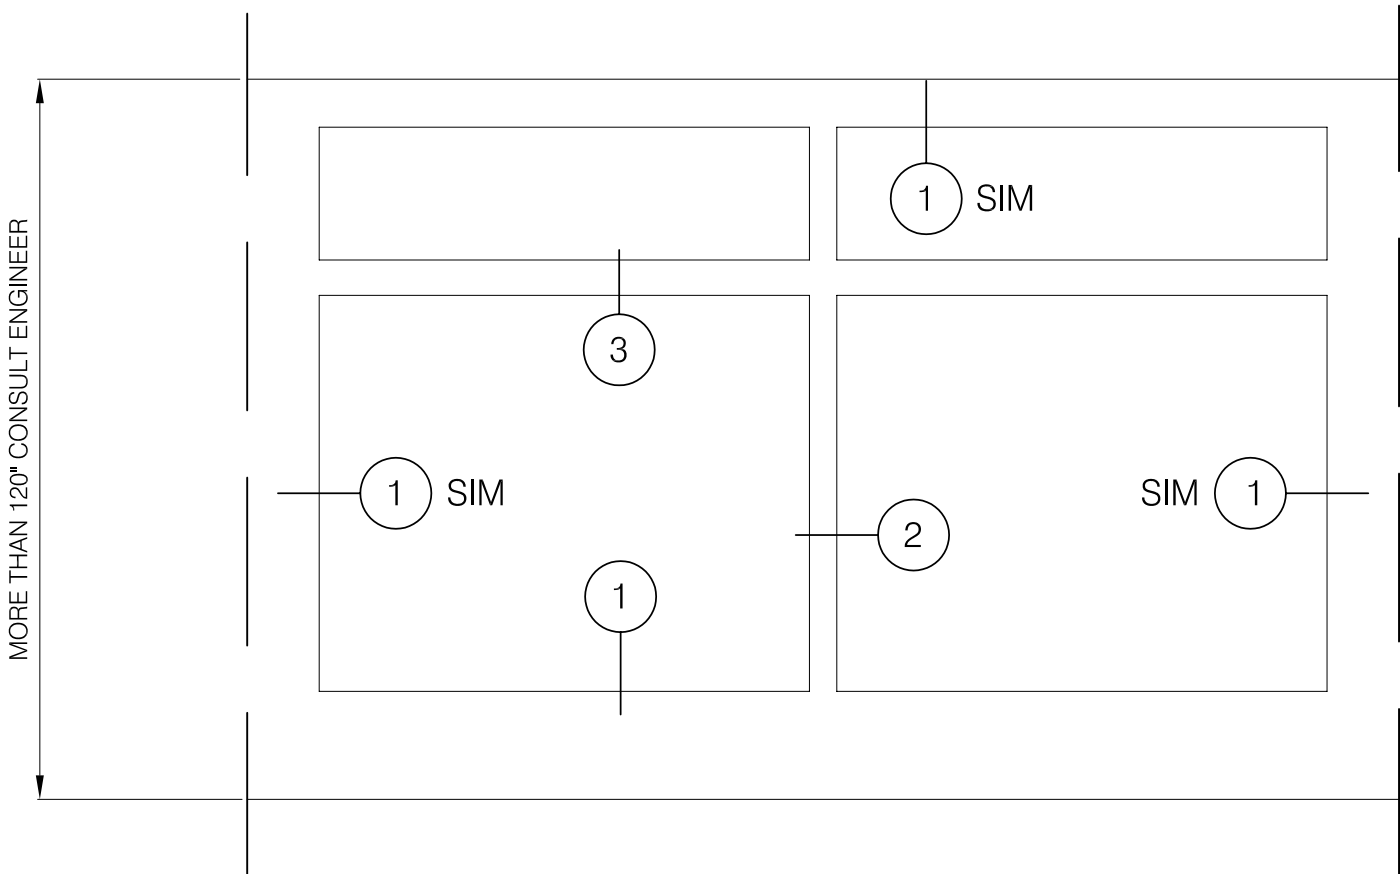 1 SIM
3
1 SIM
SIM 1
2
1
MORE THAN 120" CONSULT ENGINEER